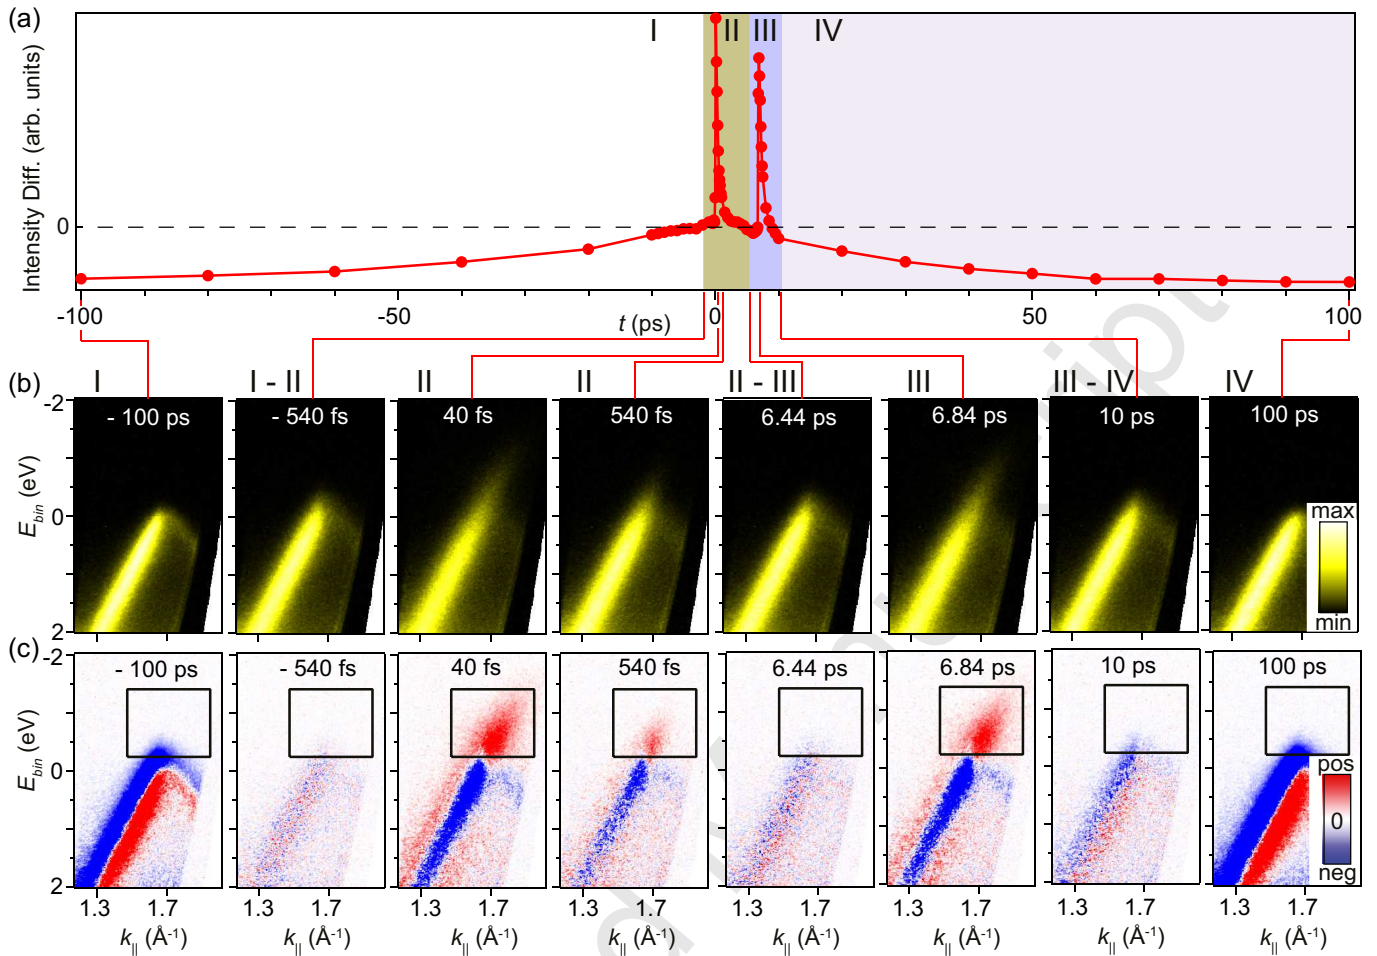 (a)
I II III IV
Intensity Diff. (arb. units)
0
-100 -50 t (ps) 0 50 100
(b)
I I - II II II II - III III III - IV IV
-2
- 100 ps - 540 fs 40 fs 540 fs 6.44 ps 6.84 ps 10 ps 100 ps
E_bin (eV)
0
max
min
2
(c)
-2
- 100 ps - 540 fs 40 fs 540 fs 6.44 ps 6.84 ps 10 ps 100 ps
E_bin (eV)
0
pos
0
neg
2
1.3 1.7 1.3 1.7 1.3 1.7 1.3 1.7 1.3 1.7 1.3 1.7 1.3 1.7 1.3 1.7
k_|| (Å⁻¹) k_|| (Å⁻¹) k_|| (Å⁻¹) k_|| (Å⁻¹) k_|| (Å⁻¹) k_|| (Å⁻¹) k_|| (Å⁻¹) k_|| (Å⁻¹)